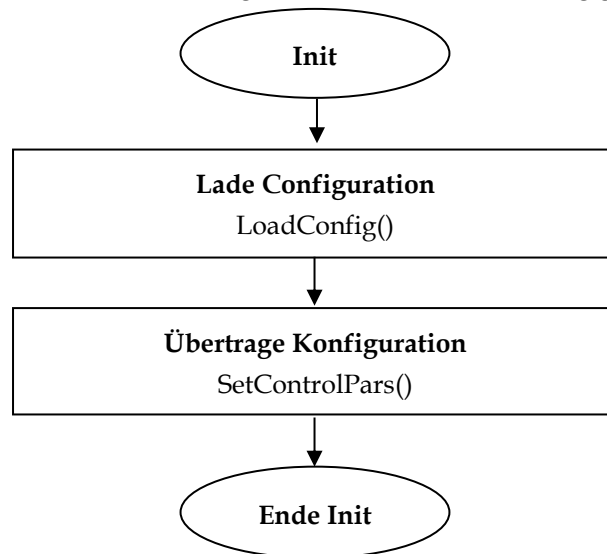 Init
Lade Configuration
LoadConfig()
Übertrage Konfiguration
SetControlPars()
Ende Init